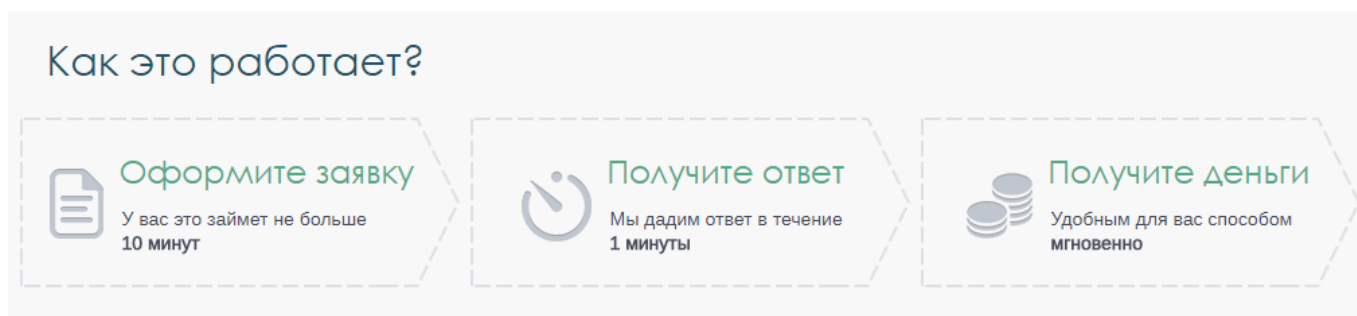 Как это работает?
Оформите заявку
У вас это займет не больше
10 минут
Получите ответ
Мы дадим ответ в течение
1 минуты
Получите деньги
Удобным для вас способом
мгновенно